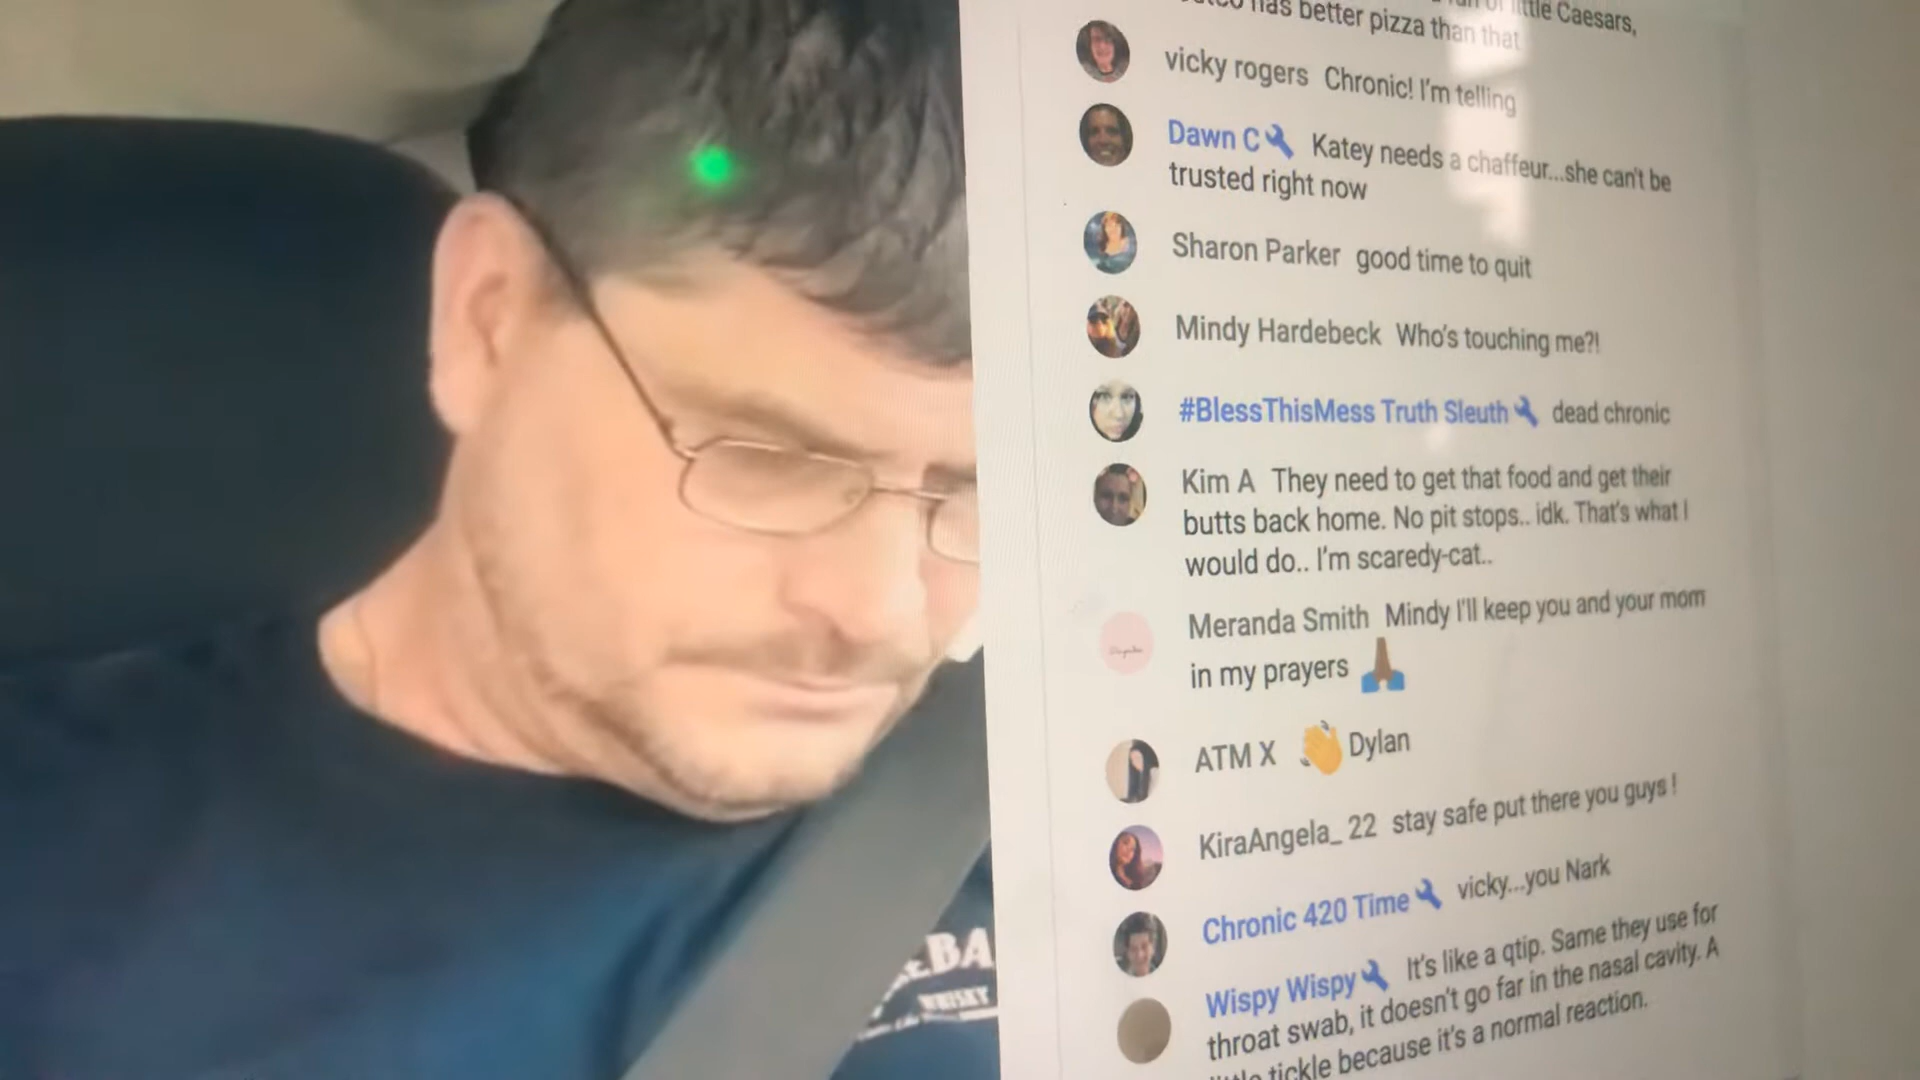 has better pizza than that
Little Caesars,
vicky rogers Chronic! I'm telling
Dawn C Katey needs a chaffeur...she can't be
trusted right now
Sharon Parker good time to quit
Mindy Hardebeck Who's touching me?!
#BlessThisMess Truth Sleuth dead chronic
Kim A They need to get that food and get their
butts back home. No pit stops.. idk. That's what I
would do.. I'm scaredy-cat..
Meranda Smith Mindy I'll keep you and your mom
in my prayers 🙏🏾
ATM X 👏 Dylan
KiraAngela_ 22 stay safe put there you guys !
Chronic 420 Time vicky...you Nark
Wispy Wispy It's like a qtip. Same they use for
throat swab, it doesn't go far in the nasal cavity. A
tickle because it's a normal reaction.
WHISKY